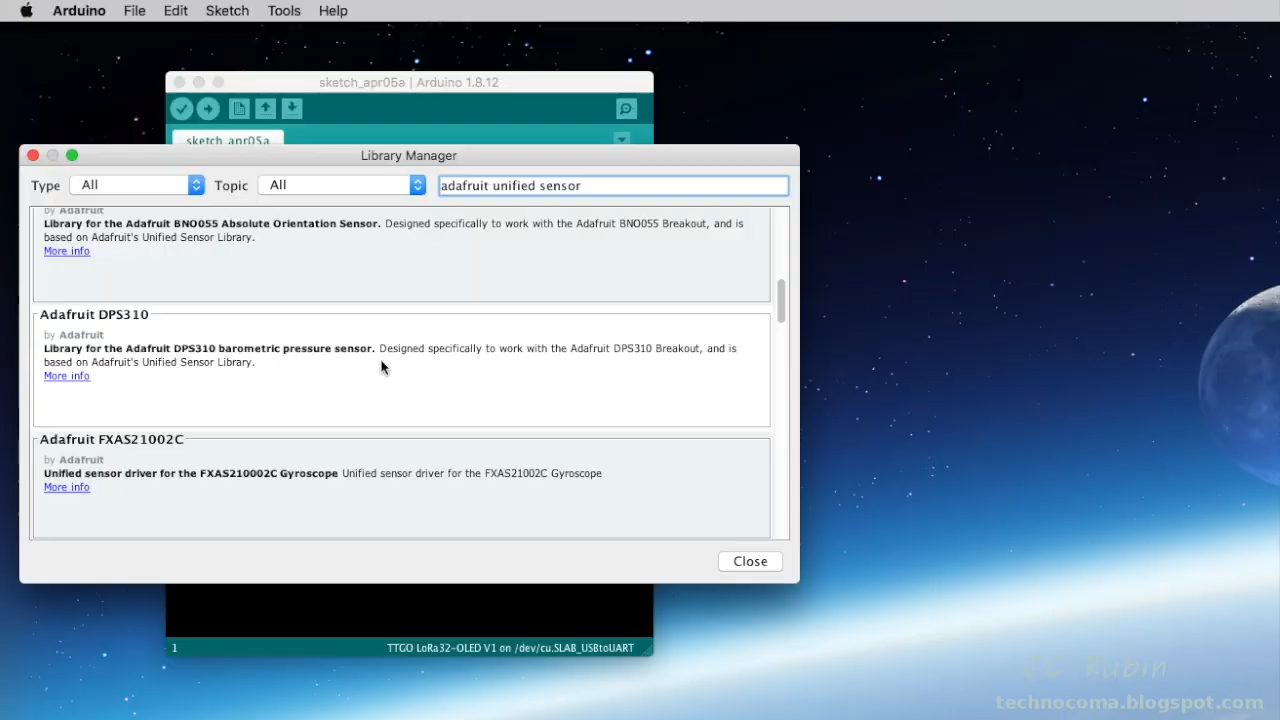 Arduino File Edit Sketch Tools Help
sketch_apr05a | Arduino 1.8.12
sketch_apr05a
Library Manager
Type All Topic All adafruit unified sensor
by Adafruit
Library for the Adafruit BNO055 Absolute Orientation Sensor. Designed specifically to work with the Adafruit BNO055 Breakout, and is
based on Adafruit's Unified Sensor Library.
More info
Adafruit DPS310
by Adafruit
Library for the Adafruit DPS310 barometric pressure sensor. Designed specifically to work with the Adafruit DPS310 Breakout, and is
based on Adafruit's Unified Sensor Library.
More info
Adafruit FXAS21002C
by Adafruit
Unified sensor driver for the FXAS210002C Gyroscope Unified sensor driver for the FXAS21002C Gyroscope
More info
Close
1 TTGO LoRa32-OLED V1 on /dev/cu.SLAB_USBtoUART
JC Rubin
technocoma.blogspot.com